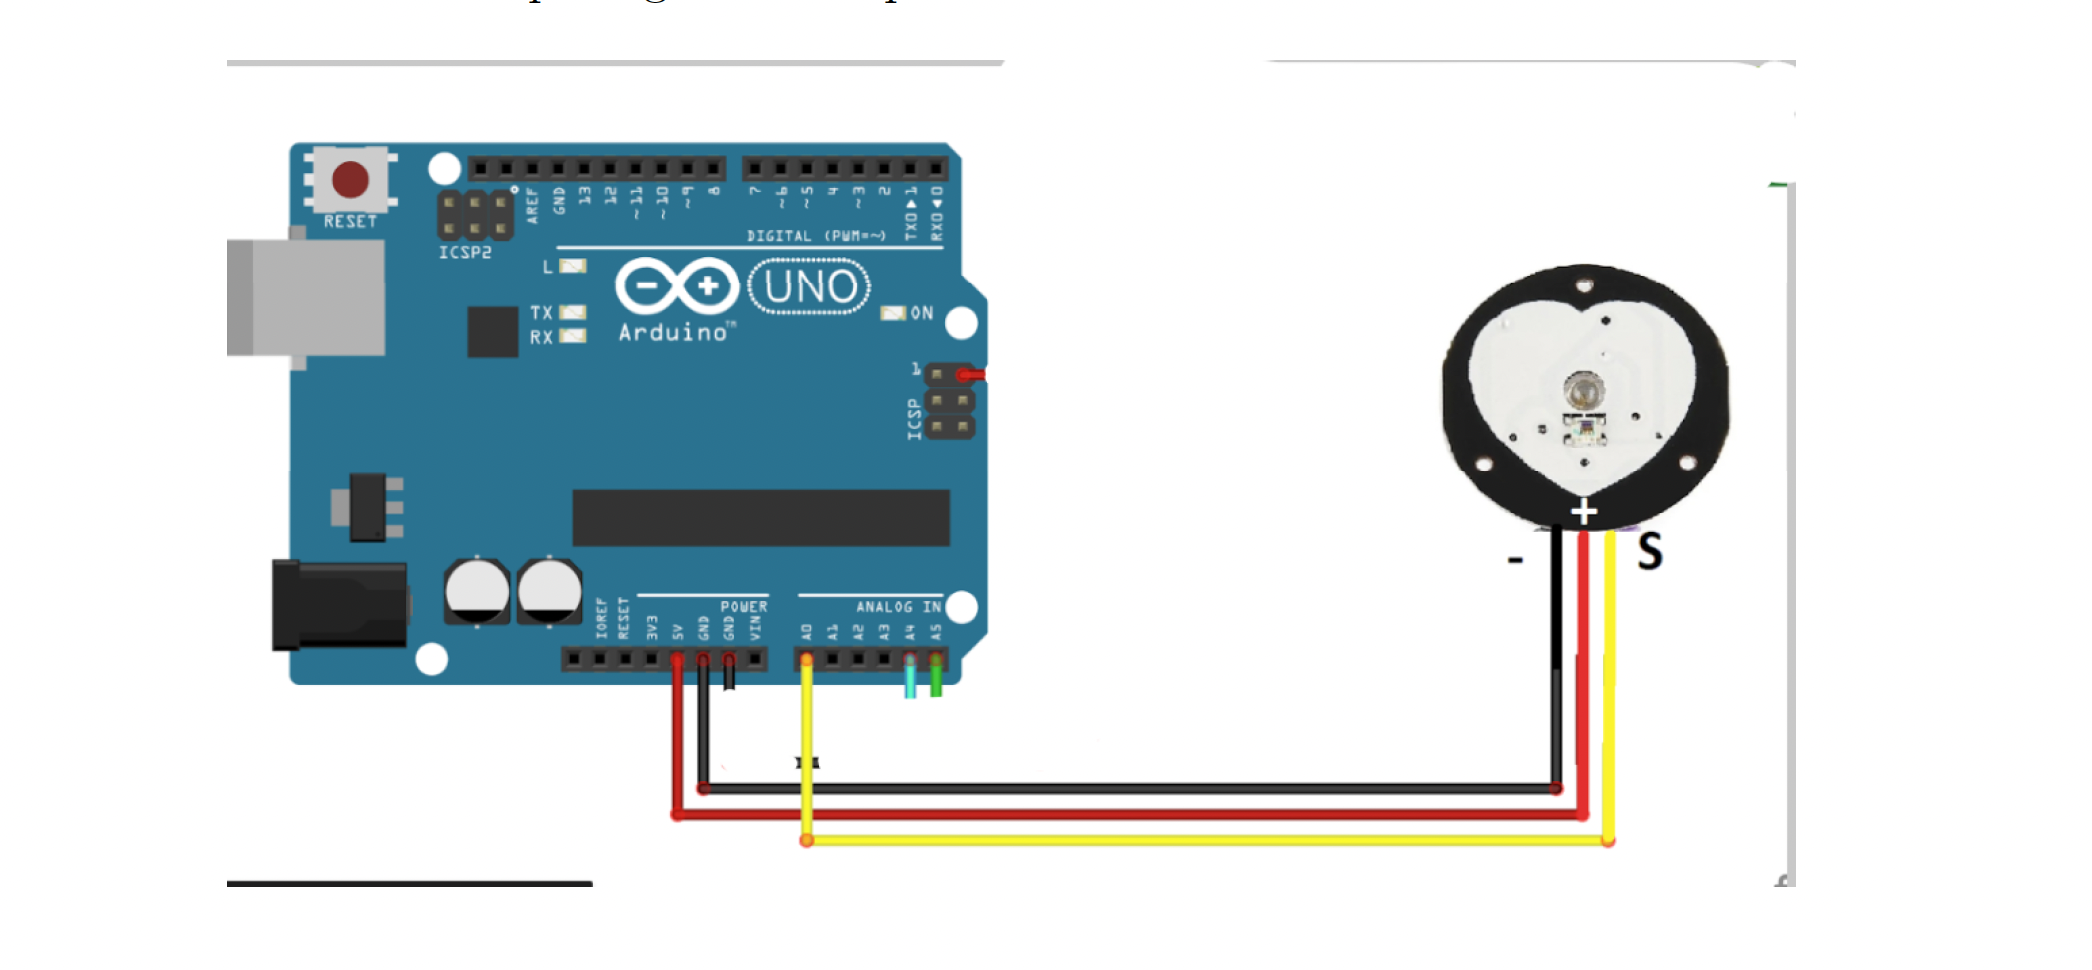 RESET
ICSP2
AREF
GND
13
12
~11
~10
~9
8
7
~6
~5
4
~3
2
TX0▶1
RX0◀0
DIGITAL (PWM=~)
L
TX
RX
Arduino™
UNO
ON
1
ICSP
POWER
ANALOG IN
IOREF
RESET
3V3
5V
GND
GND
VIN
A0
A1
A2
A3
A4
A5
+
-
S